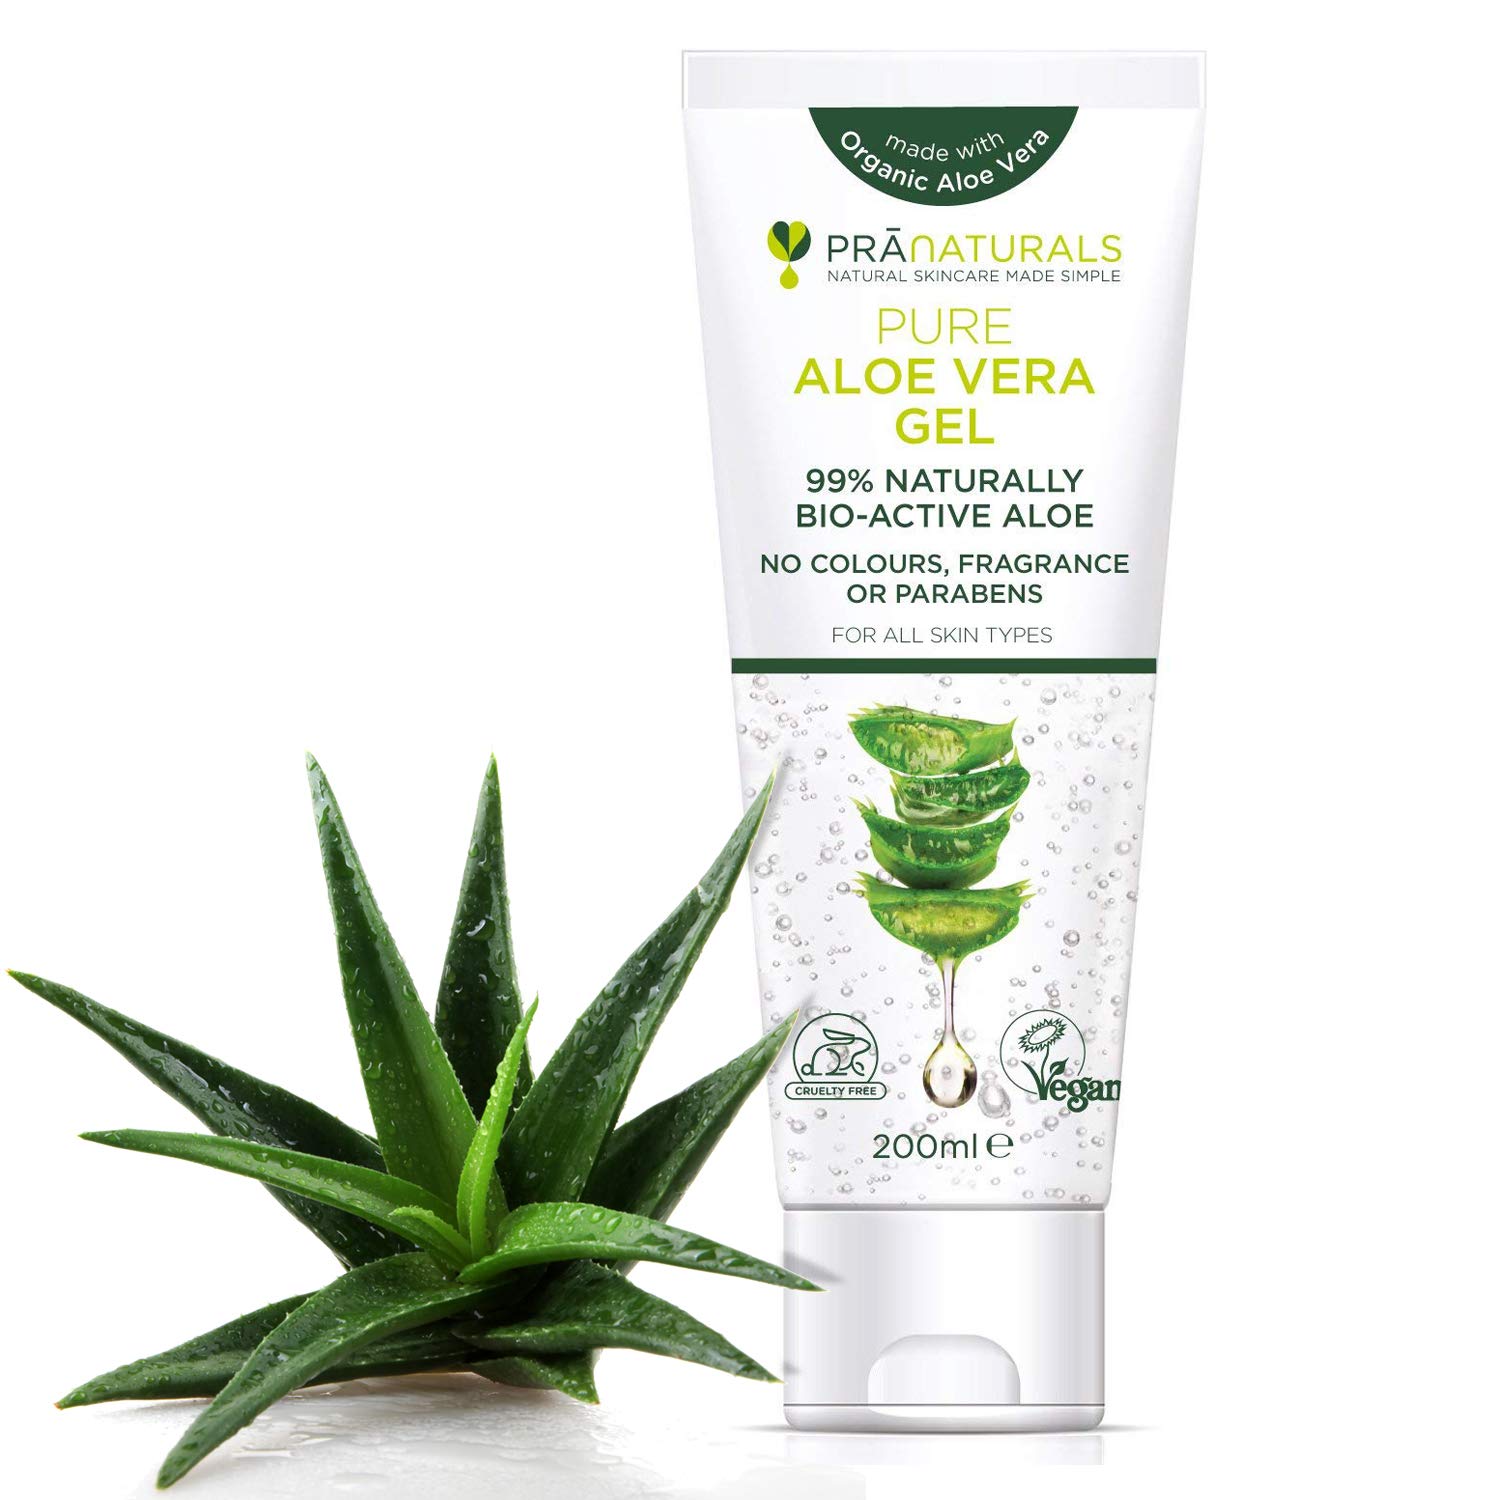 made with
Organic Aloe Vera
PRĀNATURALS
NATURAL SKINCARE MADE SIMPLE
PURE
ALOE VERA
GEL
99% NATURALLY
BIO-ACTIVE ALOE
NO COLOURS, FRAGRANCE
OR PARABENS
FOR ALL SKIN TYPES
CRUELTY FREE
Vegan
200ml ℮